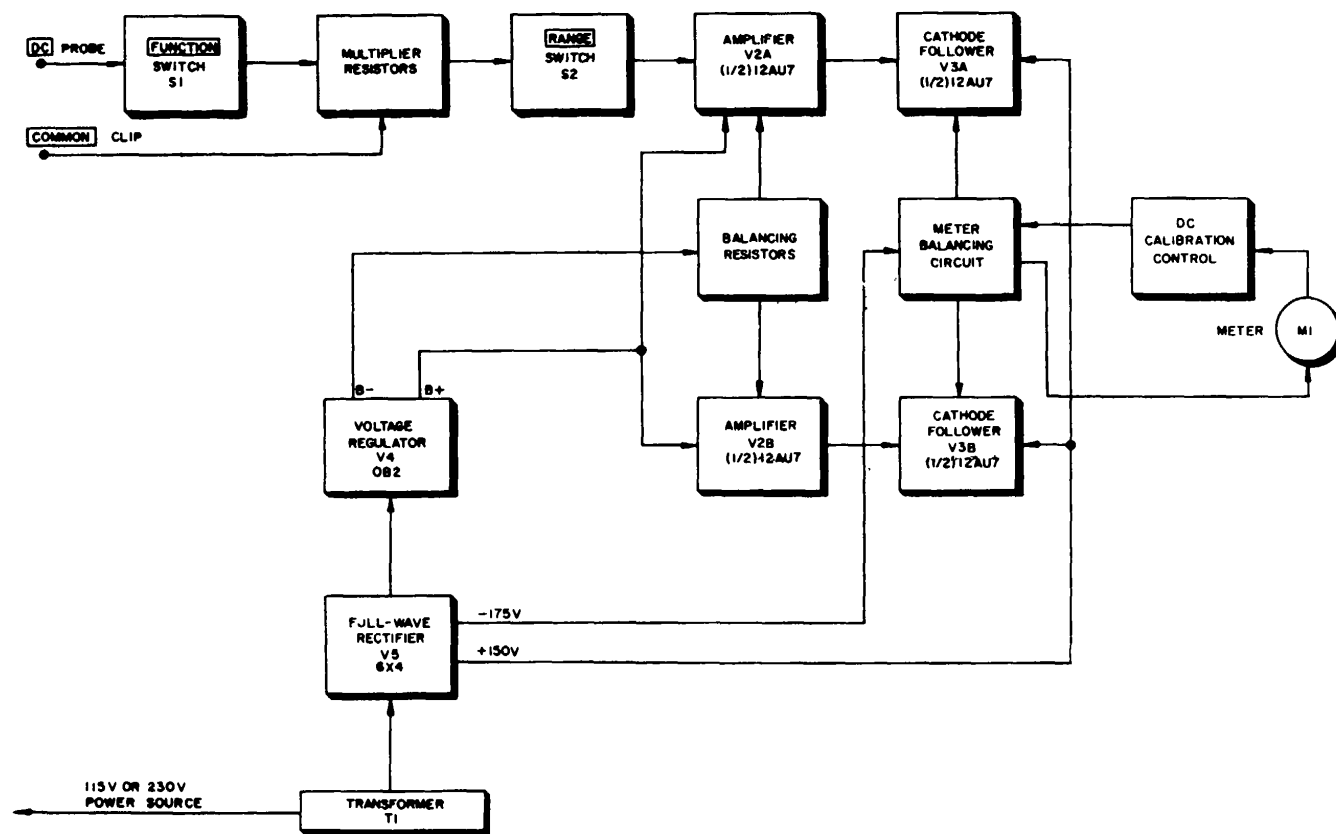 DC PROBE
FUNCTION
SWITCH
S1
MULTIPLIER
RESISTORS
RANGE
SWITCH
S2
AMPLIFIER
V2A
(1/2)12AU7
CATHODE
FOLLOWER
V3A
(1/2)12AU7
COMMON CLIP
BALANCING
RESISTORS
METER
BALANCING
CIRCUIT
DC
CALIBRATION
CONTROL
METER
M1
B-
B+
VOLTAGE
REGULATOR
V4
OB2
AMPLIFIER
V2B
(1/2)12AU7
CATHODE
FOLLOWER
V3B
(1/2)12AU7
FULL-WAVE
RECTIFIER
V5
6X4
-175V
+150V
115V OR 230V
POWER SOURCE
TRANSFORMER
T1